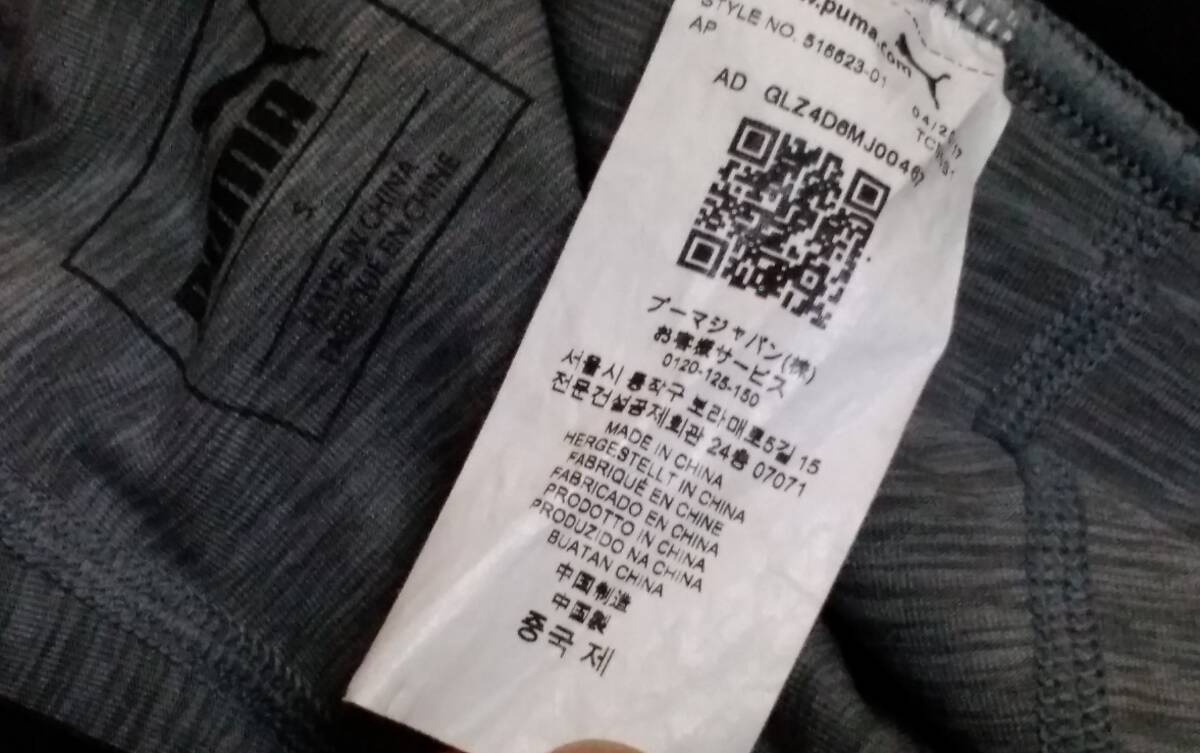 PUMA
S
MADE IN CHINA
FABRIQUÉ EN CHINE
www.puma.com
STYLE NO. 516623-01
AP
AD GLZ4D6MJ00467
プーマジャパン(株)
お客様サービス
0120-125-150
서울시 동작구 보라매로5길 15
전문건설공제회관 24층 07071
MADE IN CHINA
HERGESTELLT IN CHINA
FABRIQUÉ EN CHINE
FABRICADO EN CHINA
PRODOTTO IN CHINA
PRODUZIDO NA CHINA
BUATAN CHINA
中国制造
中国製
중국 제